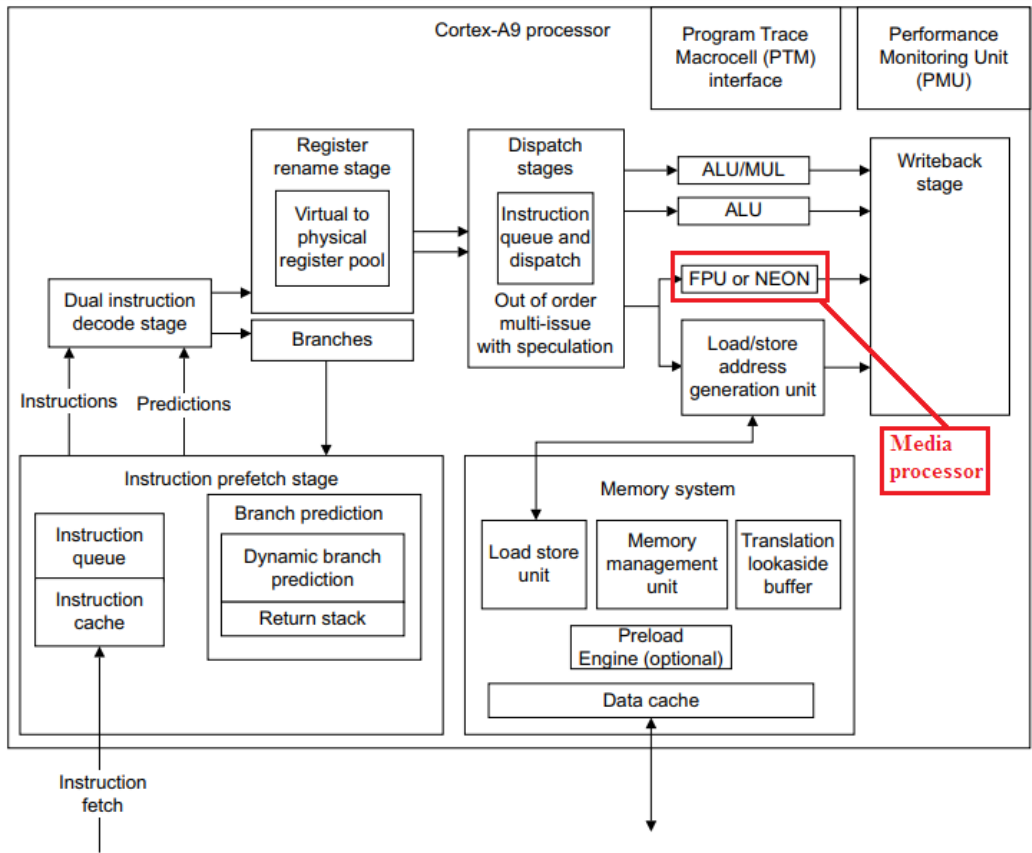 Cortex-A9 processor
Program Trace
Macrocell (PTM)
interface
Performance
Monitoring Unit
(PMU)
Register
rename stage
Virtual to
physical
register pool
Dispatch
stages
Instruction
queue and
dispatch
Out of order
multi-issue
with speculation
ALU/MUL
ALU
FPU or NEON
Load/store
address
generation unit
Writeback
stage
Dual instruction
decode stage
Branches
Instructions
Predictions
Media
processor
Instruction prefetch stage
Instruction
queue
Instruction
cache
Branch prediction
Dynamic branch
prediction
Return stack
Memory system
Load store
unit
Memory
management
unit
Translation
lookaside
buffer
Preload
Engine (optional)
Data cache
Instruction
fetch